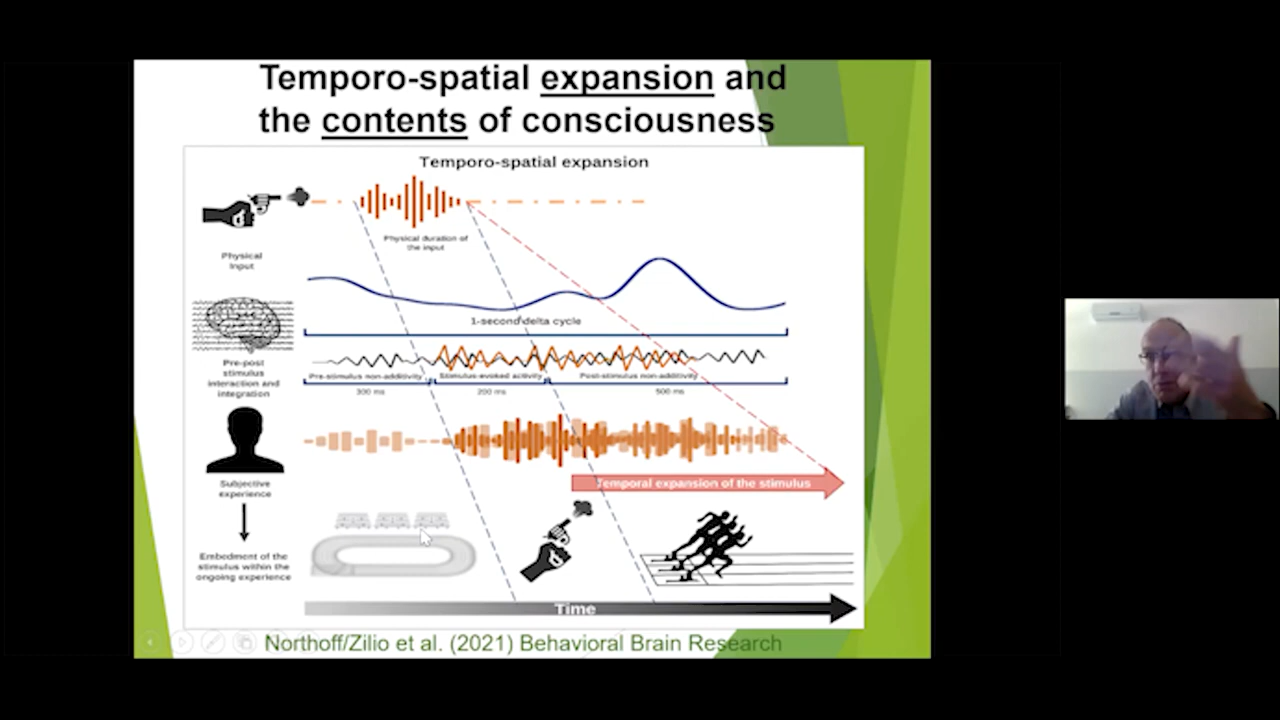 Temporo-spatial expansion and
the contents of consciousness
Temporo-spatial expansion
Physical duration of
the input
Physical
Input
1-second delta cycle
Pre-post
stimulus
interaction and
integration
Pre-stimulus non-additivity
Stimulus-evoked activity
Post-stimulus non-additivity
300 ms
200 ms
500 ms
Subjective
experience
Temporal expansion of the stimulus
Embedment of the
stimulus within the
ongoing experience
Time
Northoff/Zilio et al. (2021) Behavioral Brain Research